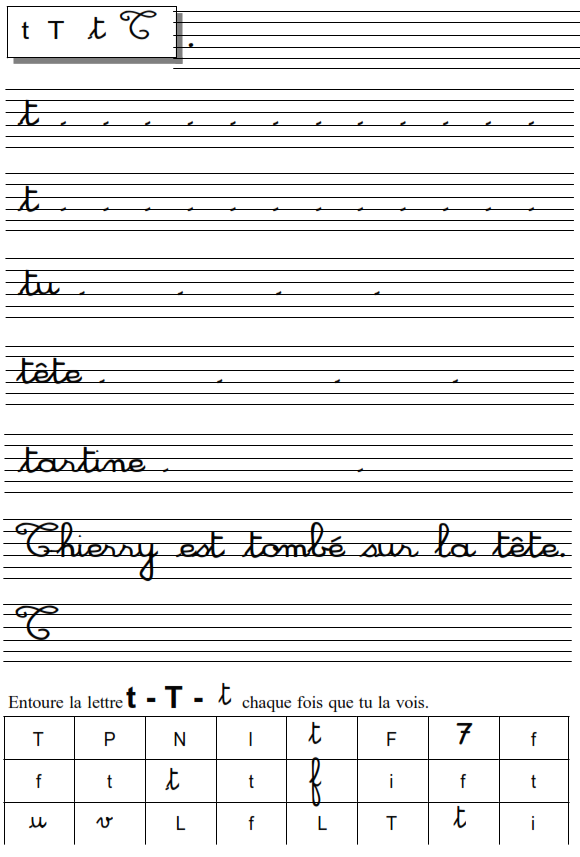 t T t T .
t
t
tu
tête
tartine
Thierry est tombé sur la tête.
T
Entoure la lettre t - T - t chaque fois que tu la vois.
T P N l t F 7 f
f t t t f i f t
u v L f L T t i